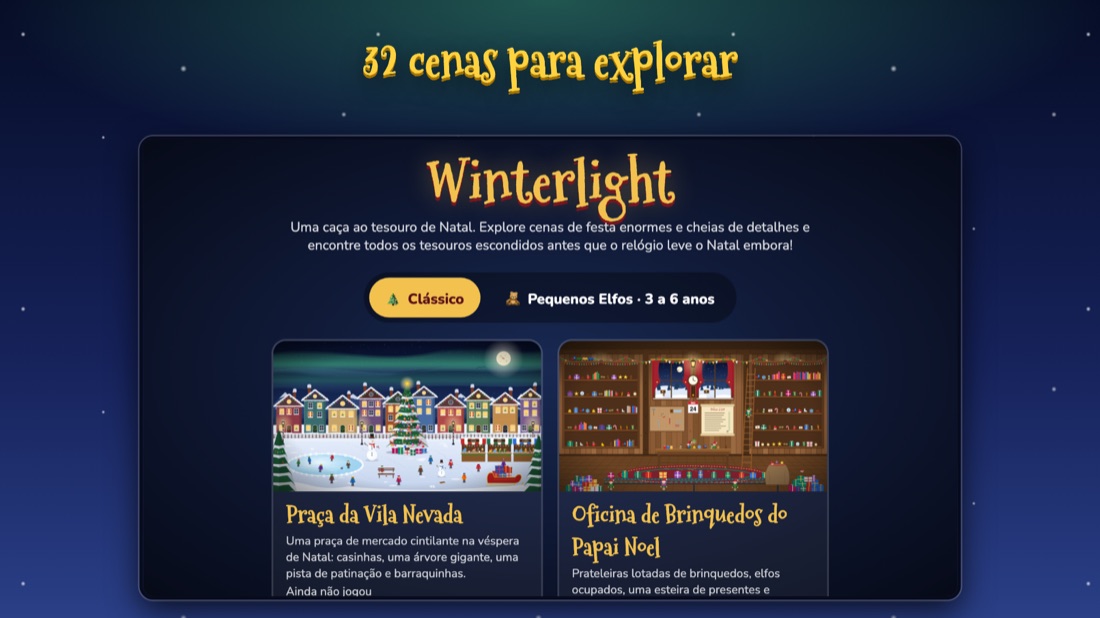 32 cenas para explorar
Winterlight
Uma caça ao tesouro de Natal. Explore cenas de festa enormes e cheias de detalhes e
encontre todos os tesouros escondidos antes que o relógio leve o Natal embora!
Clássico
Pequenos Elfos · 3 a 6 anos
24
Praça da Vila Nevada
Uma praça de mercado cintilante na véspera
de Natal: casinhas, uma árvore gigante, uma
pista de patinação e barraquinhas.
Ainda não jogou
Oficina de Brinquedos do
Papai Noel
Prateleiras lotadas de brinquedos, elfos
ocupados, uma esteira de presentes e